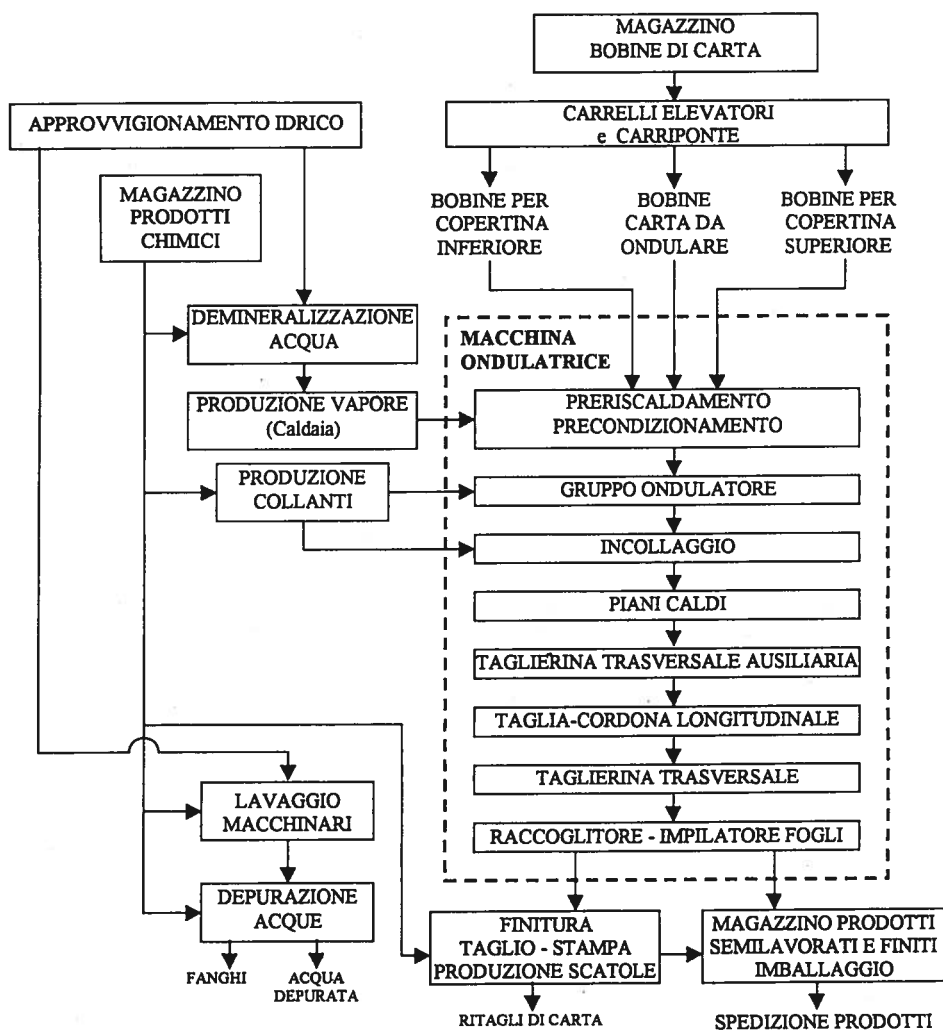 MAGAZZINO
BOBINE DI CARTA
APPROVVIGIONAMENTO IDRICO
CARRELLI ELEVATORI
e CARRIPONTE
MAGAZZINO
PRODOTTI
CHIMICI
BOBINE PER
COPERTINA
INFERIORE
BOBINE
CARTA DA
ONDULARE
BOBINE PER
COPERTINA
SUPERIORE
DEMINERALIZZAZIONE
ACQUA
MACCHINA
ONDULATRICE
PRODUZIONE VAPORE
(Caldaia)
PRERISCALDAMENTO
PRECONDIZIONAMENTO
PRODUZIONE
COLLANTI
GRUPPO ONDULATORE
INCOLLAGGIO
PIANI CALDI
TAGLIERINA TRASVERSALE AUSILIARIA
TAGLIA-CORDONA LONGITUDINALE
TAGLIERINA TRASVERSALE
LAVAGGIO
MACCHINARI
RACCOGLITORE - IMPILATORE FOGLI
DEPURAZIONE
ACQUE
FINITURA
TAGLIO - STAMPA
PRODUZIONE SCATOLE
MAGAZZINO PRODOTTI
SEMILAVORATI E FINITI
IMBALLAGGIO
FANGHI
ACQUA
DEPURATA
RITAGLI DI CARTA
SPEDIZIONE PRODOTTI